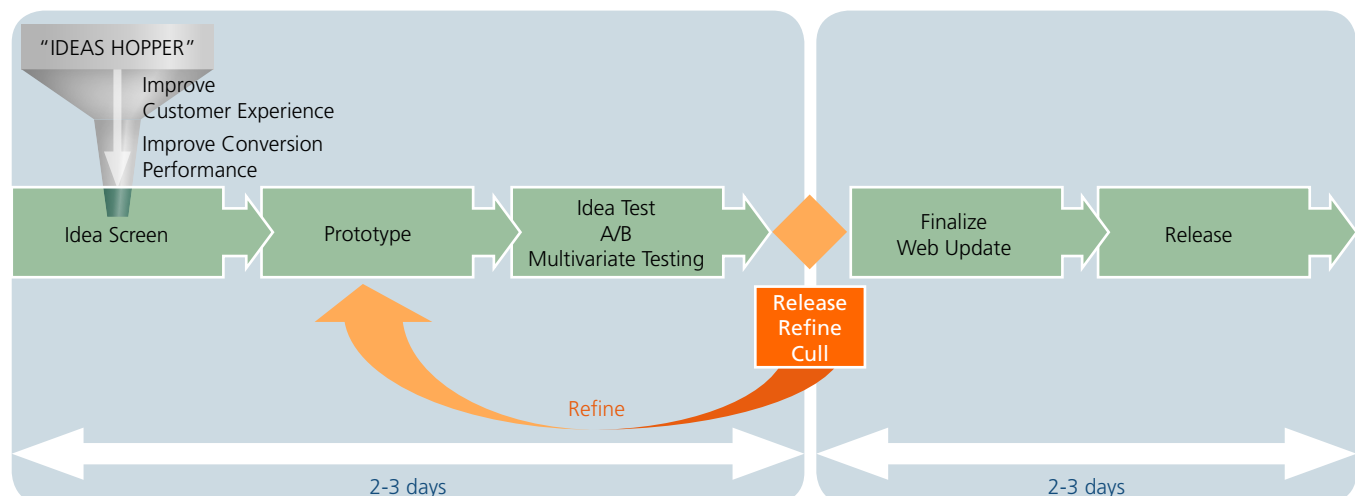 “IDEAS HOPPER”
Improve
Customer Experience
Improve Conversion
Performance
Idea Screen
Prototype
Idea Test
A/B
Multivariate Testing
Finalize
Web Update
Release
Release
Refine
Cull
Refine
2-3 days
2-3 days